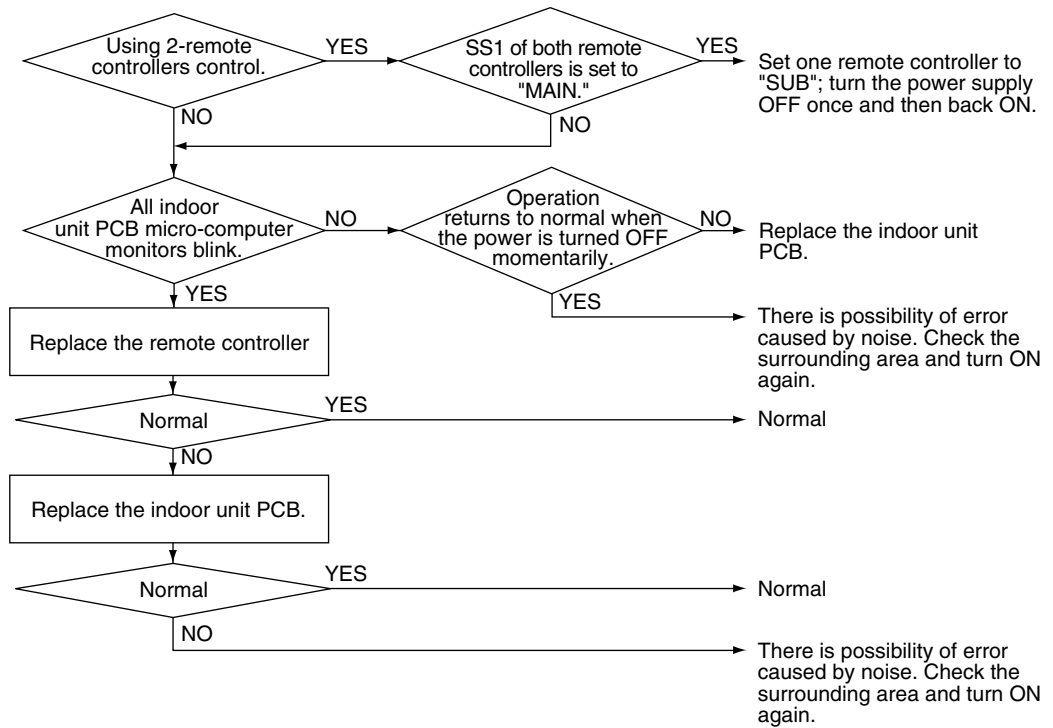 Using 2-remote
controllers control.
YES
SS1 of both remote
controllers is set to
"MAIN."
YES
Set one remote controller to
"SUB"; turn the power supply
OFF once and then back ON.
NO
NO
All indoor
unit PCB micro-computer
monitors blink.
NO
Operation
returns to normal when
the power is turned OFF
momentarily.
NO
Replace the indoor unit
PCB.
YES
YES
There is possibility of error
caused by noise. Check the
surrounding area and turn ON
again.
Replace the remote controller
Normal
YES
Normal
NO
Replace the indoor unit PCB.
Normal
YES
Normal
NO
There is possibility of error
caused by noise. Check the
surrounding area and turn ON
again.